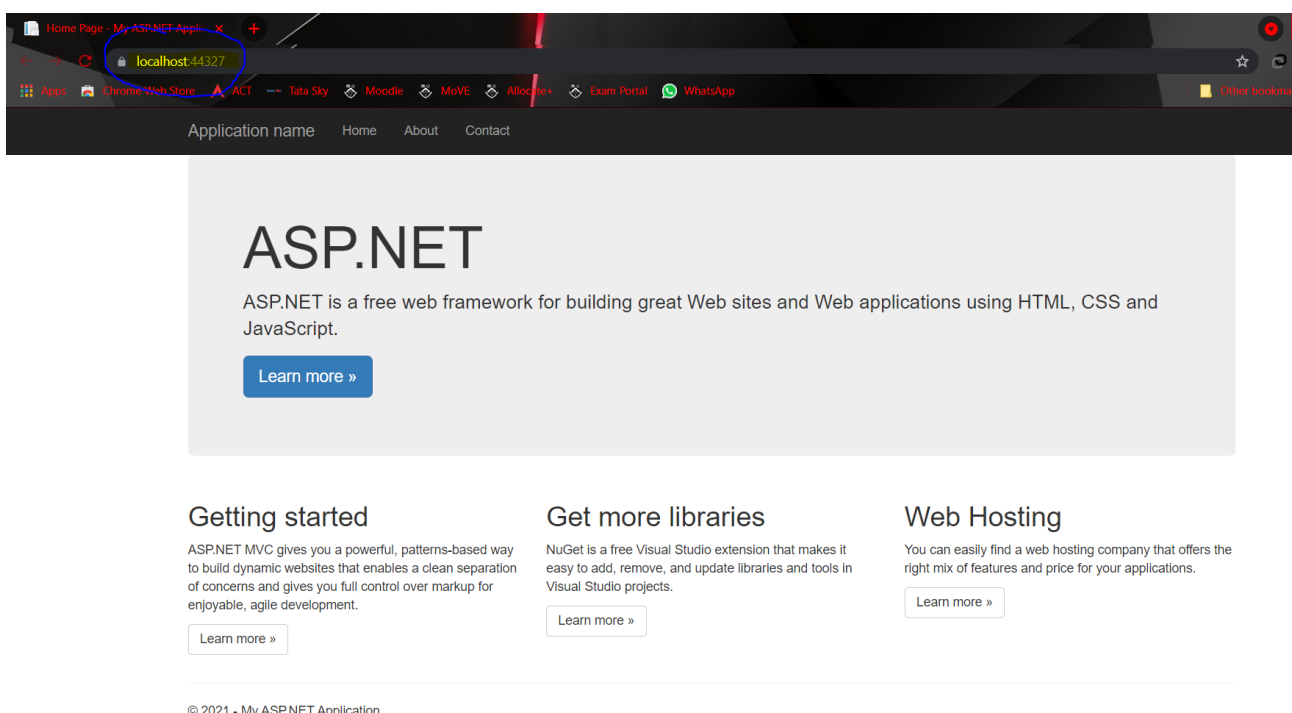 Home Page - My ASP.NET Applic
localhost:44327
Apps Chrome Web Store ACT Tata Sky Moodle MoVE Allocate+ Exam Portal WhatsApp Other bookma
Application name Home About Contact
ASP.NET
ASP.NET is a free web framework for building great Web sites and Web applications using HTML, CSS and
JavaScript.
Learn more »
Getting started
ASP.NET MVC gives you a powerful, patterns-based way
to build dynamic websites that enables a clean separation
of concerns and gives you full control over markup for
enjoyable, agile development.
Learn more »
Get more libraries
NuGet is a free Visual Studio extension that makes it
easy to add, remove, and update libraries and tools in
Visual Studio projects.
Learn more »
Web Hosting
You can easily find a web hosting company that offers the
right mix of features and price for your applications.
Learn more »
© 2021 - My ASP.NET Application